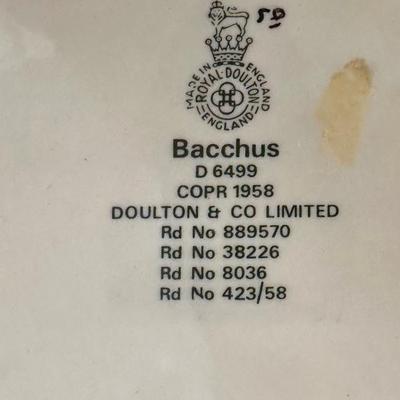 50
MADE IN ENGLAND
ROYAL DOULTON
ENGLAND
Bacchus
D 6499
COPR 1958
DOULTON & CO LIMITED
Rd No 889570
Rd No 38226
Rd No 8036
Rd No 423/58